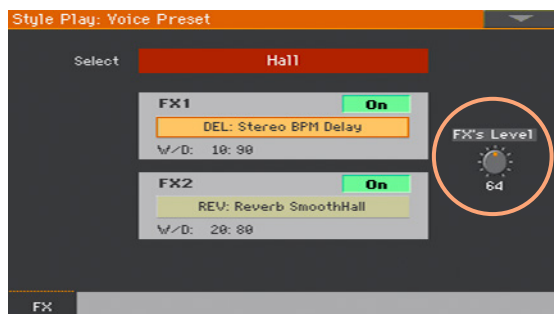 Style Play: Voice Preset
Select
Hall
FX1
On
DEL: Stereo BPM Delay
W/D: 10:90
FX's Level
64
FX2
On
REV: Reverb SmoothHall
W/D: 20:80
FX